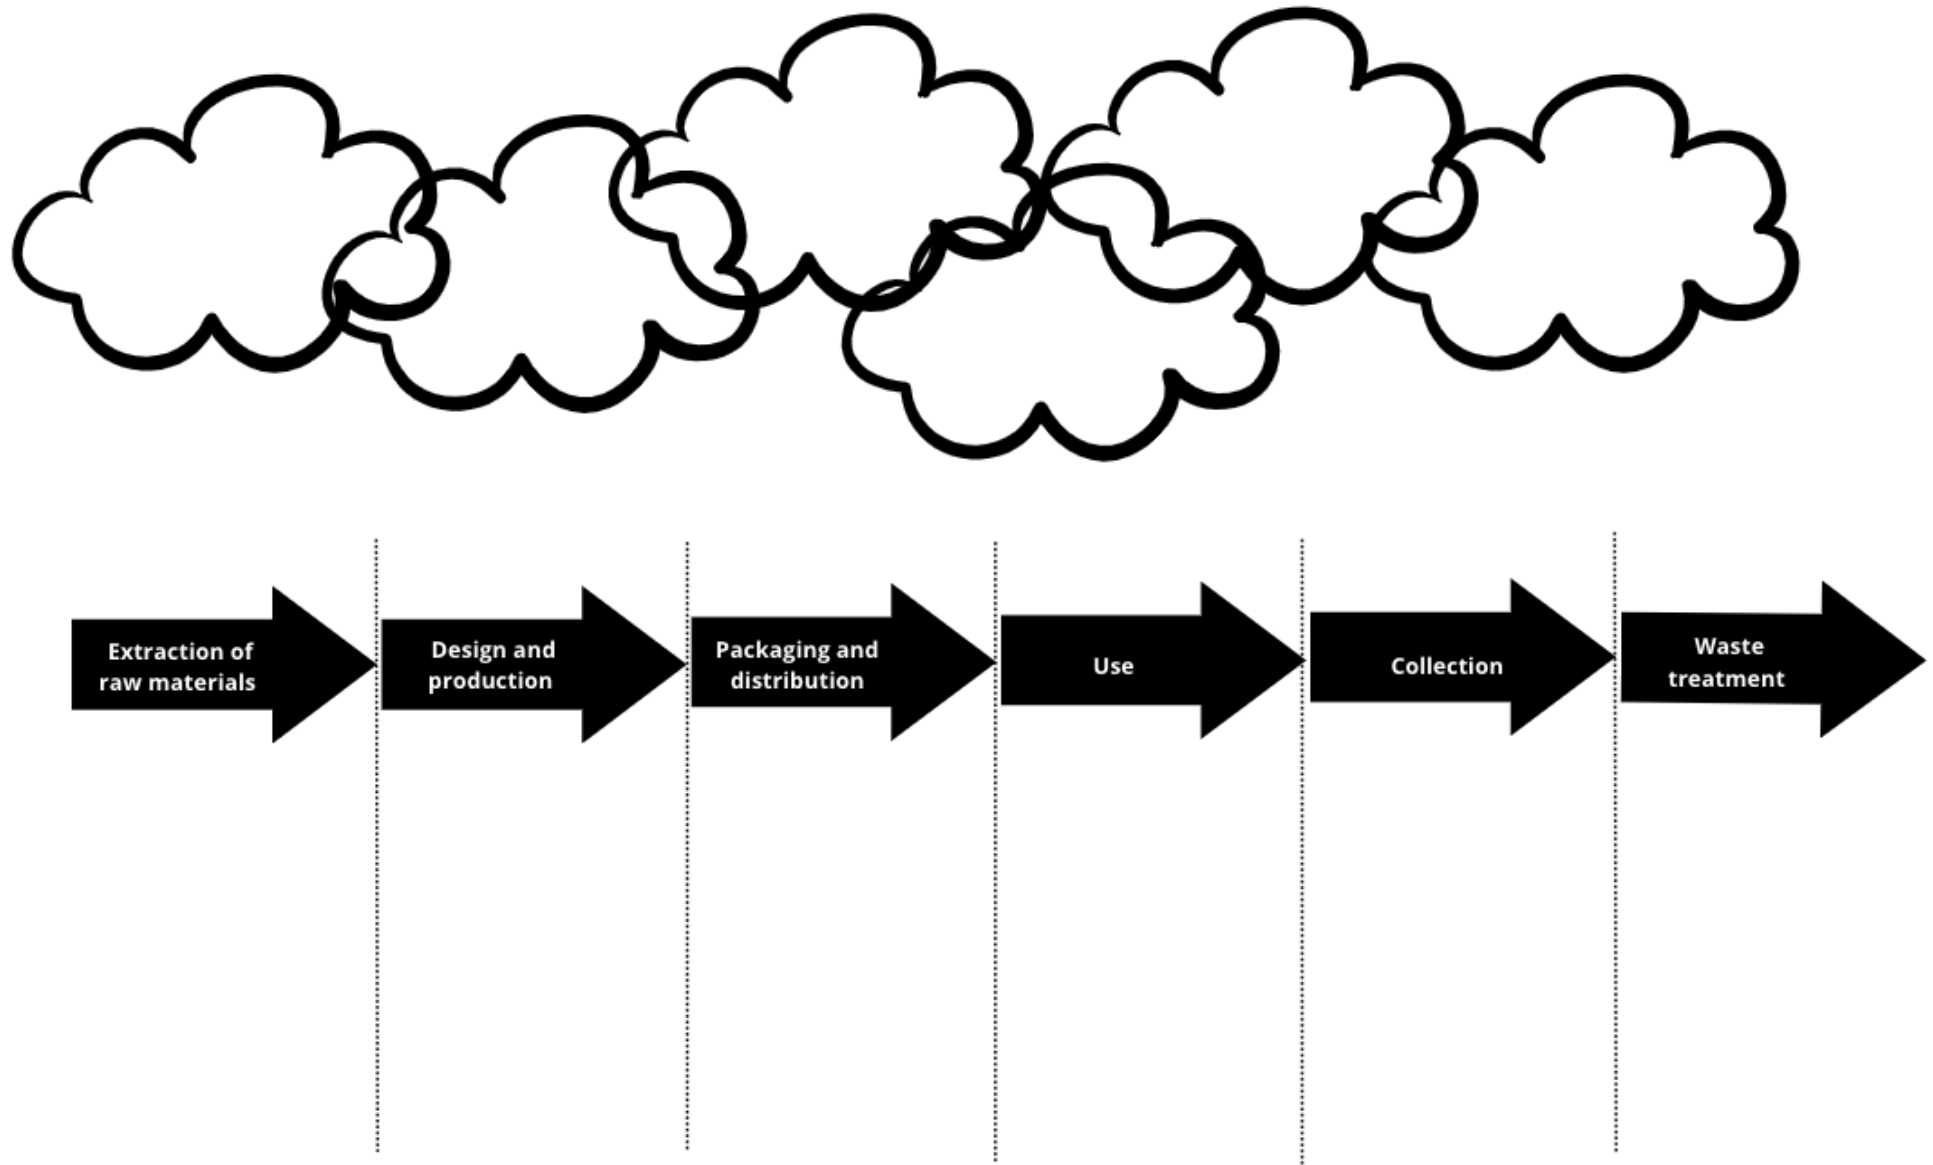 Extraction of
raw materials
Design and
production
Packaging and
distribution
Use
Collection
Waste
treatment